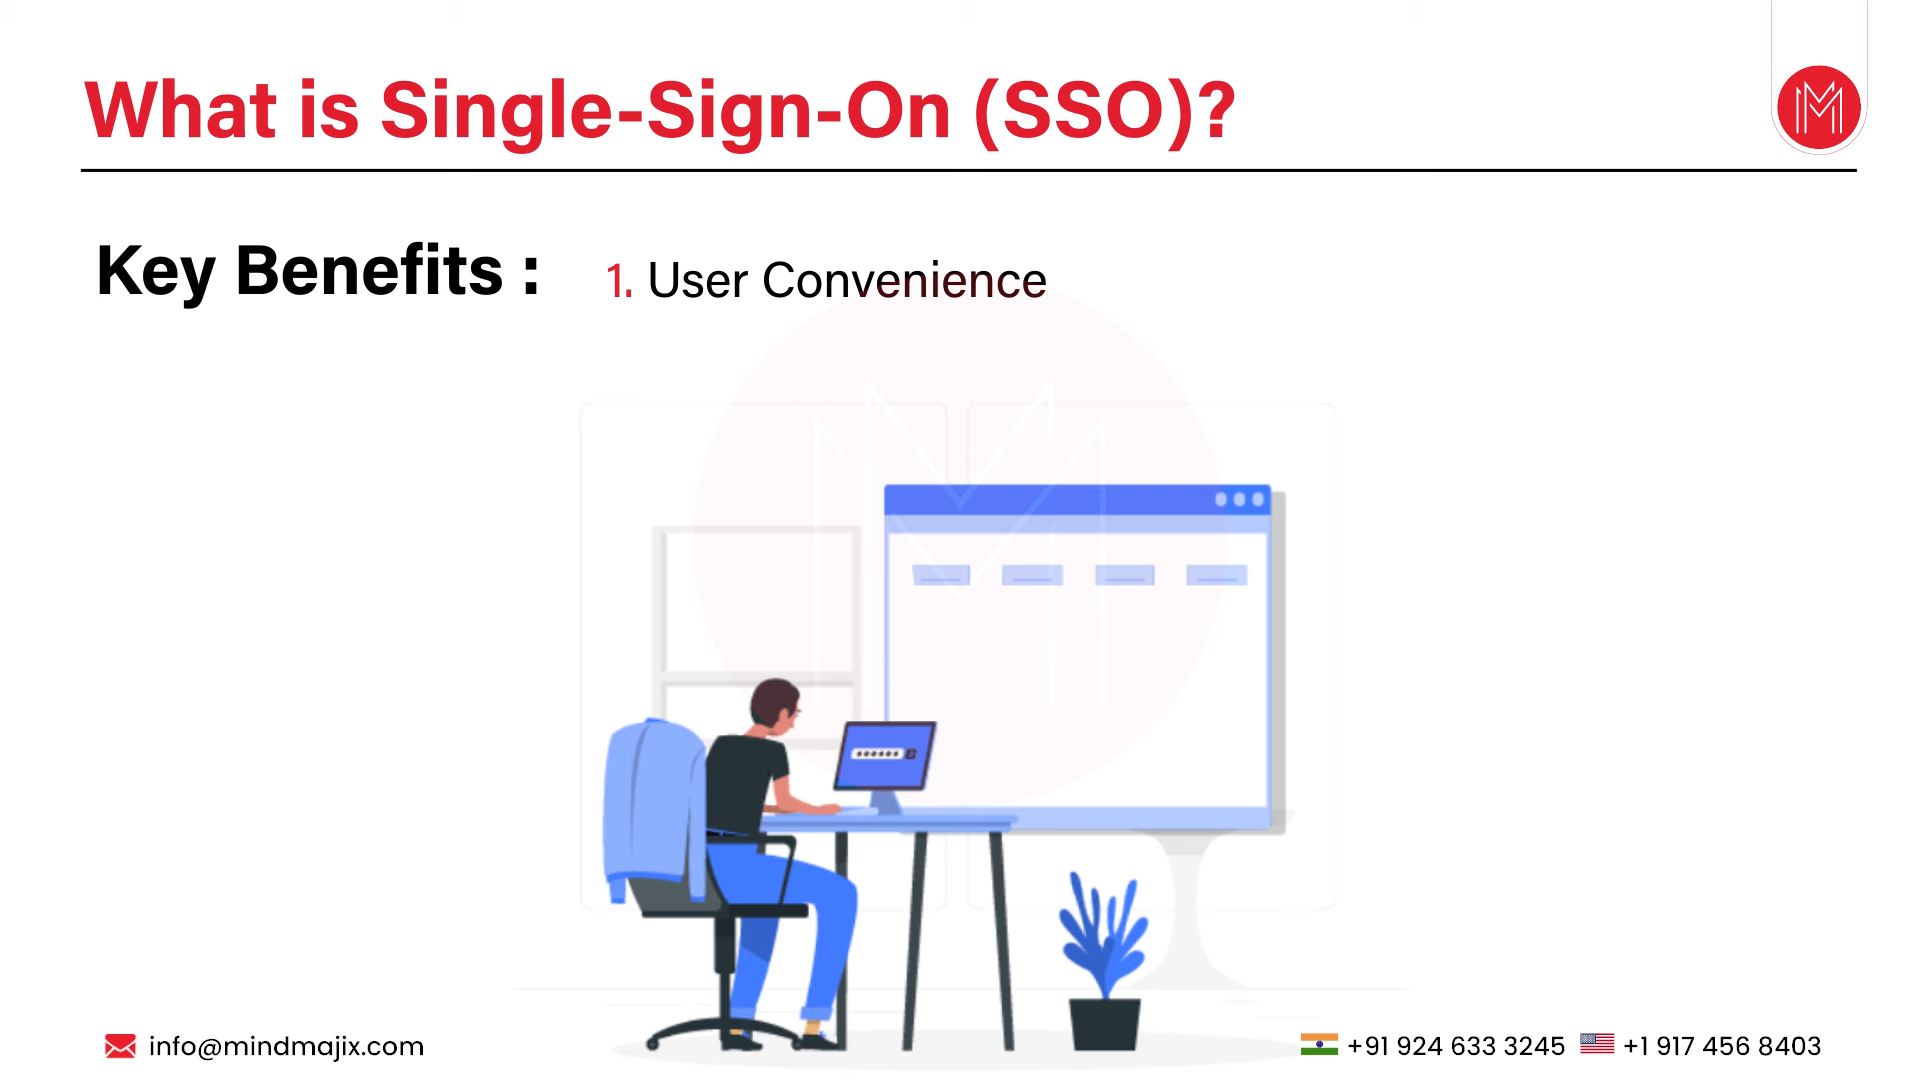 What is Single-Sign-On (SSO)?
Key Benefits :
1. User Convenience
info@mindmajix.com
+91 924 633 3245
+1 917 456 8403